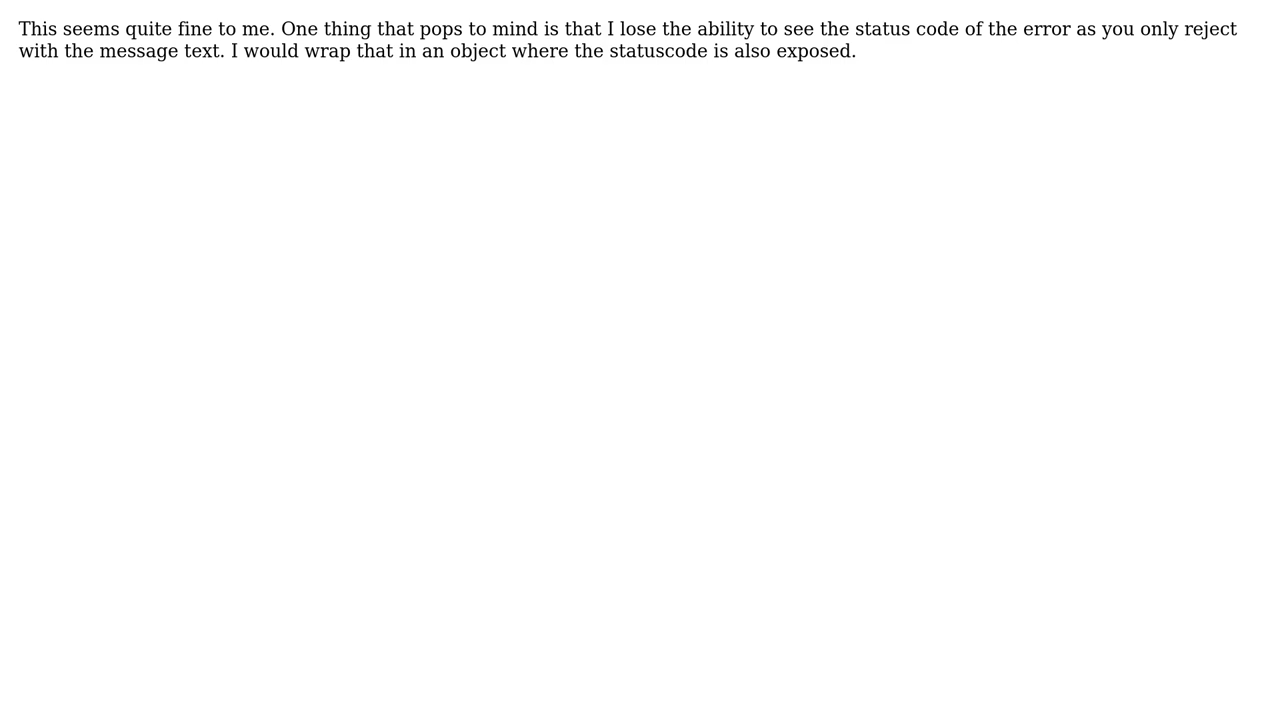 This seems quite fine to me. One thing that pops to mind is that I lose the ability to see the status code of the error as you only reject
with the message text. I would wrap that in an object where the statuscode is also exposed.